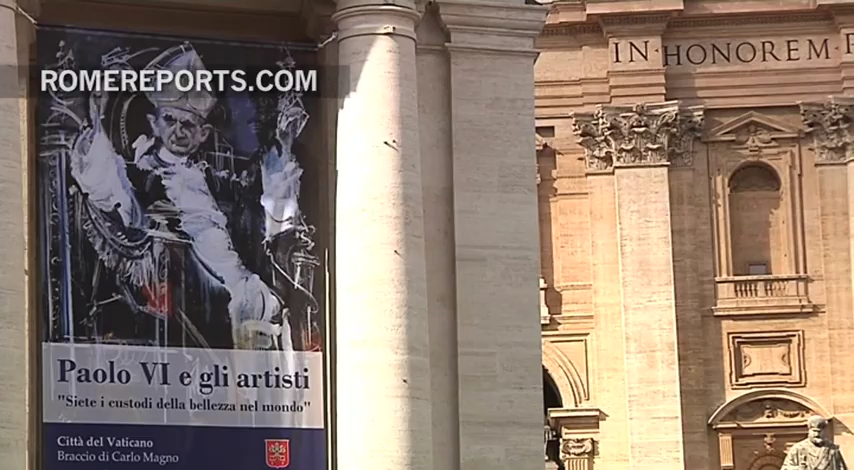 ROMEREPORTS.COM
IN·HONOREM·P
Paolo VI e gli artisti
"Siete i custodi della bellezza nel mondo"
Città del Vaticano
Braccio di Carlo Magno